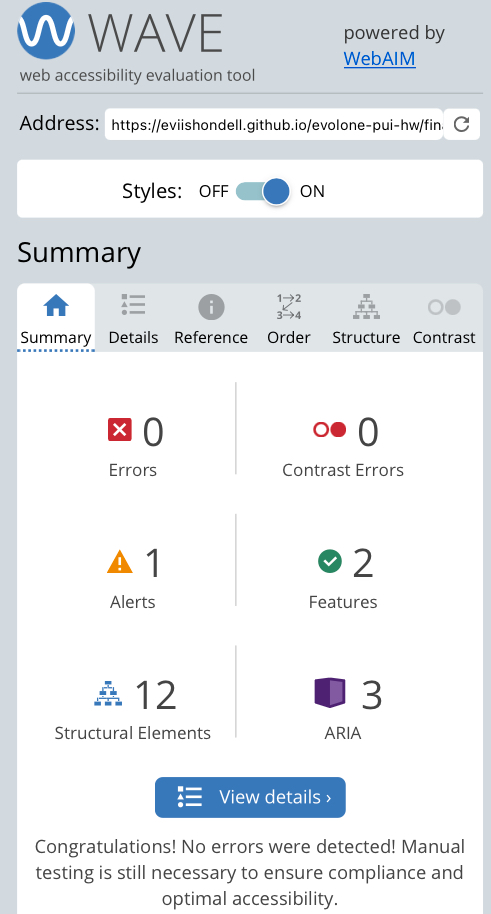 WAVE
web accessibility evaluation tool
powered by
WebAIM
Address: https://eviishondell.github.io/evolone-pui-hw/fin
Styles: OFF ON
Summary
Summary Details Reference Order Structure Contrast
0
Errors
0
Contrast Errors
1
Alerts
2
Features
12
Structural Elements
3
ARIA
View details ›
Congratulations! No errors were detected! Manual
testing is still necessary to ensure compliance and
optimal accessibility.